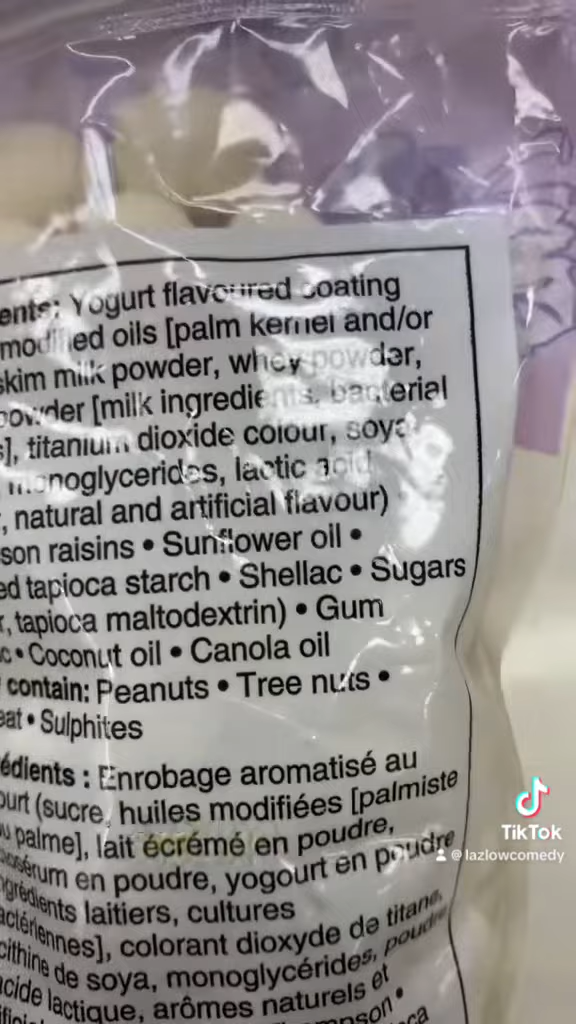 ents: Yogurt flavoured coating
modified oils [palm kernel and/or
skim milk powder, whey powder,
powder [milk ingredients, bacterial
s], titanium dioxide colour, soya
monoglycerides, lactic acid
, natural and artificial flavour)
son raisins • Sunflower oil •
ed tapioca starch • Shellac • Sugars
r, tapioca maltodextrin) • Gum
c • Coconut oil • Canola oil
contain: Peanuts • Tree nuts •
eat • Sulphites
édients : Enrobage aromatisé au
ourt (sucre, huiles modifiées [palmiste
u palme], lait écrémé en poudre,
tosérum en poudre, yogourt en poudre
ngrédients laitiers, cultures
actériennes], colorant dioxyde de titane,
cithine de soya, monoglycérides, poudre
acide lactique, arômes naturels et
mpson •
TikTok
@lazlowcomedy